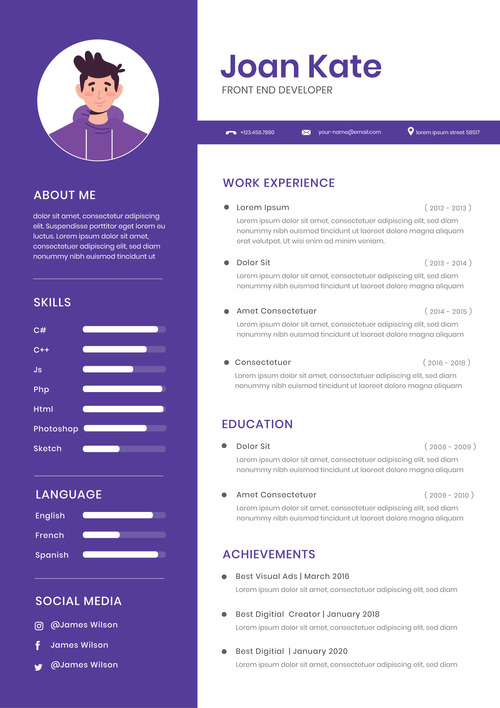 Joan Kate
FRONT END DEVELOPER
+123.456.7890
your-name@email.com
lorem ipsum street 58517
ABOUT ME
dolor sit amet, consectetur adipiscing
elit. Suspendisse porttitor eget lorem eu
luctus. Lorem ipsum dolor sit amet,
consectetuer adipiscing elit, sed diam
nonummy nibh euismod tincidunt ut
SKILLS
C#
C++
Js
Php
Html
Photoshop
Sketch
LANGUAGE
English
French
Spanish
SOCIAL MEDIA
@James Wilson
James Wilson
@James Wilson
WORK EXPERIENCE
Lorem Ipsum ( 2012 - 2013 )
Lorem ipsum dolor sit amet, consectetuer adipiscing elit, sed diam
nonummy nibh euismod tincidunt ut laoreet dolore magna aliquam
erat volutpat. Ut wisi enim ad minim veniam.
Dolor Sit ( 2013 - 2014 )
Lorem ipsum dolor sit amet, consectetuer adipiscing elit, sed diam
nonummy nibh euismod tincidunt ut laoreet dolore magna aliquam
Amet Consectetuer ( 2014 - 2015 )
Lorem ipsum dolor sit amet, consectetuer adipiscing elit, sed diam
nonummy nibh euismod tincidunt ut laoreet dolore magna aliquam
Consectetuer ( 2016 - 2018 )
Lorem ipsum dolor sit amet, consectetuer adipiscing elit, sed diam
nonummy nibh euismod tincidunt ut laoreet dolore magna aliquam
EDUCATION
Dolor Sit ( 2008 - 2009 )
Lorem ipsum dolor sit amet, consectetuer adipiscing elit, sed diam
nonummy nibh euismod tincidunt ut laoreet dolore magna aliquam
Amet Consectetuer ( 2009 - 2010 )
Lorem ipsum dolor sit amet, consectetuer adipiscing elit, sed diam
nonummy nibh euismod tincidunt ut laoreet dolore magna aliquam
ACHIEVEMENTS
Best Visual Ads | March 2016
Lorem ipsum dolor sit amet, consectetuer adipiscing elit, sed diam
Best Digitial Creator | January 2018
Lorem ipsum dolor sit amet, consectetuer adipiscing elit, sed diam
Best Digitial | January 2020
Lorem ipsum dolor sit amet, consectetuer adipiscing elit, sed diam